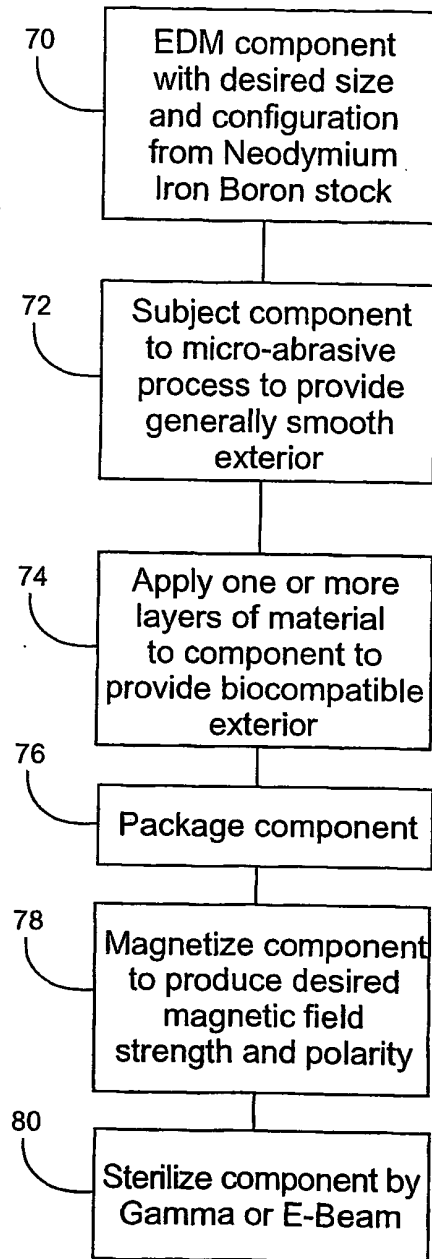 70
EDM component
with desired size
and configuration
from Neodymium
Iron Boron stock
72
Subject component
to micro-abrasive
process to provide
generally smooth
exterior
74
Apply one or more
layers of material
to component to
provide biocompatible
exterior
76
Package component
78
Magnetize component
to produce desired
magnetic field
strength and polarity
80
Sterilize component by
Gamma or E-Beam